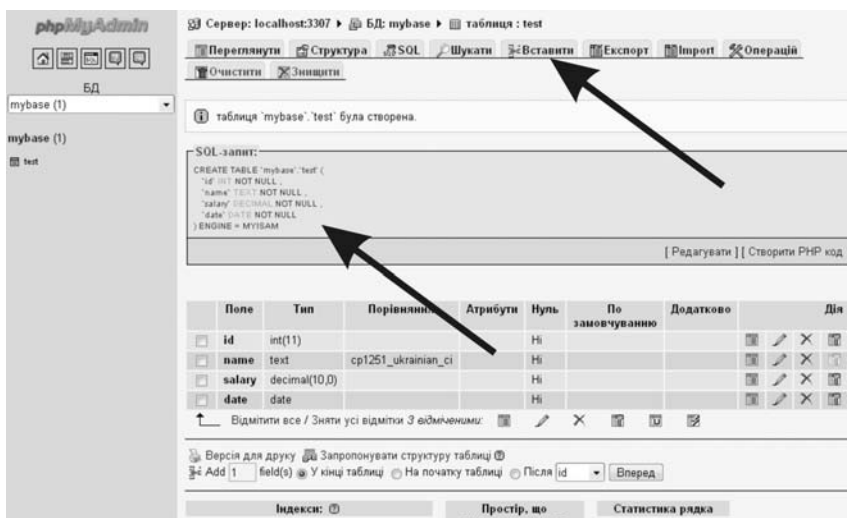 phpMyAdmin
БД
mybase (1)
mybase (1)
test
Сервер: localhost:3307 ▸ БД: mybase ▸ таблиця : test
Переглянути Структура SQL Шукати Вставити Експорт Import Операцій
Очистити Знищити
таблиця `mybase`.`test` була створена.
SQL-запит:
CREATE TABLE `mybase`.`test` (
`id` INT NOT NULL ,
`name` TEXT NOT NULL ,
`salary` DECIMAL NOT NULL ,
`date` DATE NOT NULL
) ENGINE = MYISAM
[ Редагувати ] [ Створити PHP код
Поле Тип Порівняння Атрибути Нуль По замовчуванню Додатково Дія
id int(11) Ні
name text cp1251_ukrainian_ci Ні
salary decimal(10,0) Ні
date date Ні
Відмітити все / Зняти усі відмітки З відміченими:
Версія для друку Запропонувати структуру таблиці
Add 1 field(s) У кінці таблиці На початку таблиці Після id Вперед
Індекси: Простір, що Статистика рядка